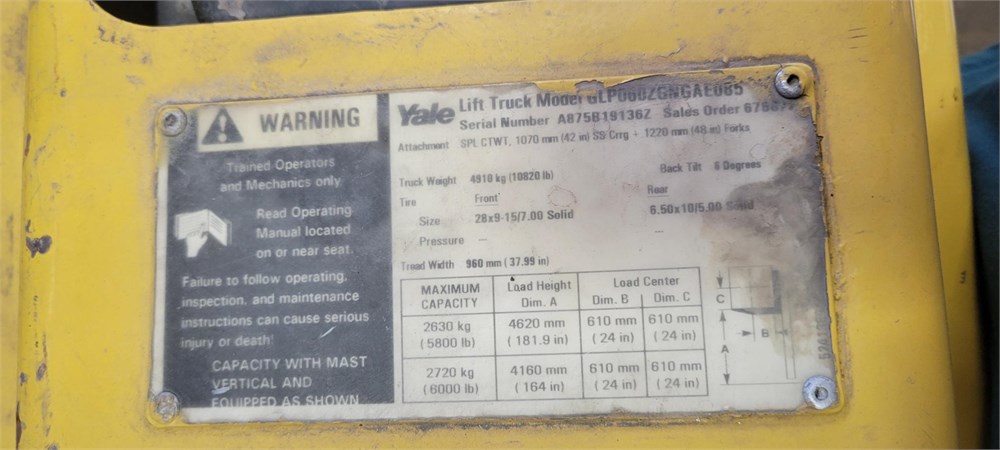 WARNING
Trained Operators
and Mechanics only
Read Operating
Manual located
on or near seat.
Failure to follow operating,
inspection, and maintenance
instructions can cause serious
injury or death
CAPACITY WITH MAST
VERTICAL AND
EQUIPPED AS SHOWN
Yale Lift Truck Model GLP060ZGNGAE085
Serial Number A875B19136Z Sales Order
Attachment SPL CTWT, 1070 mm (42 in) SS Crrg - 1220 mm (48 in) Forks
Truck Weight 4910 kg (10820 lb) Back Tilt 6 Degrees
Tire Front Rear
Size 28x9-15/7.00 Solid 6.50x10/5.00 Solid
Pressure — —
Tread Width 960 mm (37.99 in)
MAXIMUM CAPACITY Load Height Dim. A Load Center Dim. B Dim. C
2630 kg 4620 mm 610 mm 610 mm
(5800 lb) (181.9 in) (24 in) (24 in)
2720 kg 4160 mm 610 mm 610 mm
(6000 lb) (164 in) (24 in) (24 in)
C
B
A